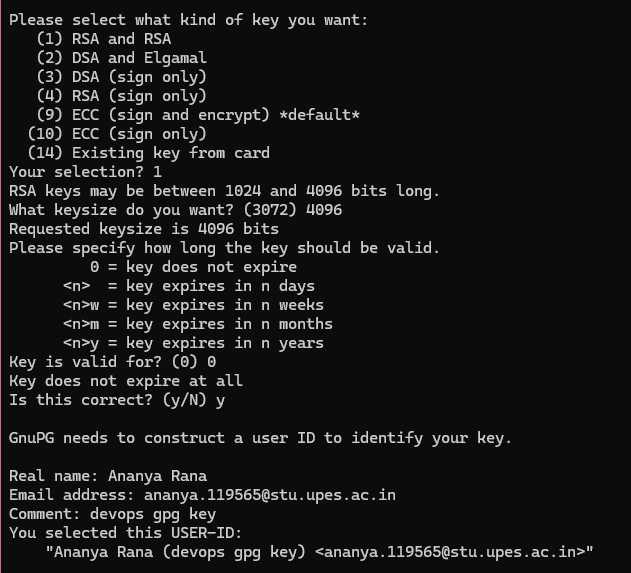 Please select what kind of key you want:
   (1) RSA and RSA
   (2) DSA and Elgamal
   (3) DSA (sign only)
   (4) RSA (sign only)
   (9) ECC (sign and encrypt) *default*
  (10) ECC (sign only)
  (14) Existing key from card
Your selection? 1
RSA keys may be between 1024 and 4096 bits long.
What keysize do you want? (3072) 4096
Requested keysize is 4096 bits
Please specify how long the key should be valid.
         0 = key does not expire
      <n>  = key expires in n days
      <n>w = key expires in n weeks
      <n>m = key expires in n months
      <n>y = key expires in n years
Key is valid for? (0) 0
Key does not expire at all
Is this correct? (y/N) y

GnuPG needs to construct a user ID to identify your key.

Real name: Ananya Rana
Email address: ananya.119565@stu.upes.ac.in
Comment: devops gpg key
You selected this USER-ID:
    "Ananya Rana (devops gpg key) <ananya.119565@stu.upes.ac.in>"